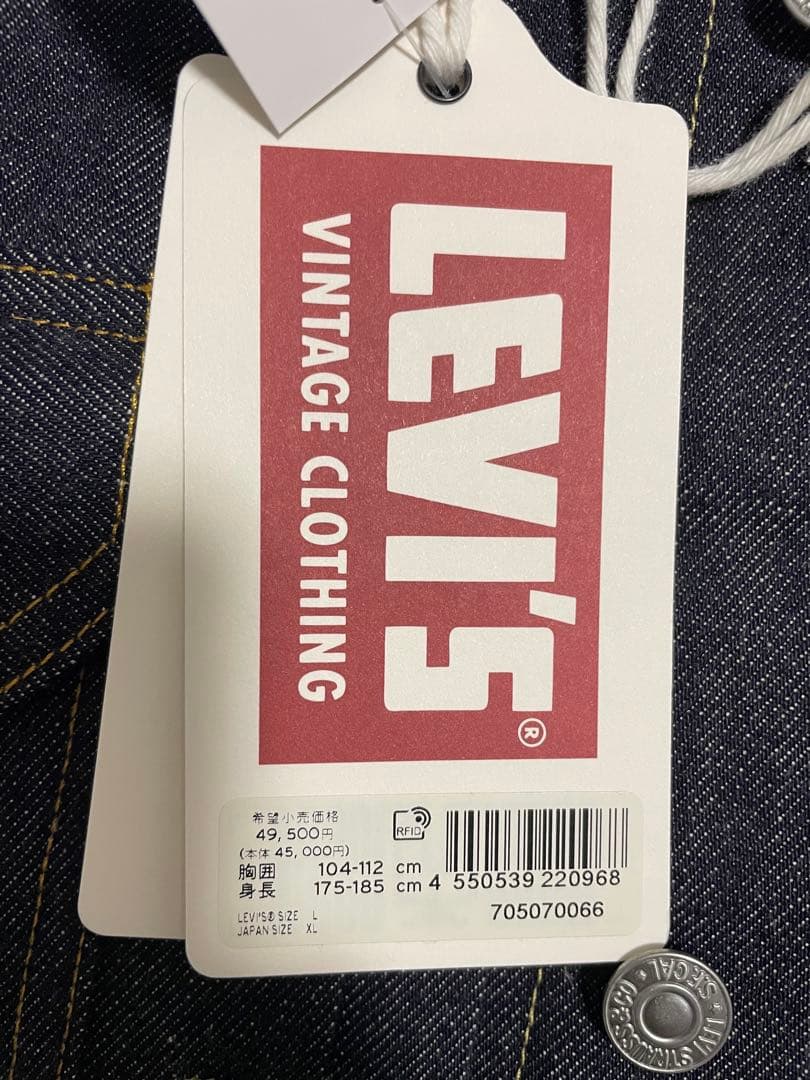 LEVI'S®
VINTAGE CLOTHING
希望小売価格
49,500円
(本体 45,000円)
胸囲 104-112 cm
身長 175-185 cm
LEVI'S® SIZE L
JAPAN SIZE XL
RFID
4 550539 220968
705070066
LEVI STRAUSS & CO. S.F. CAL